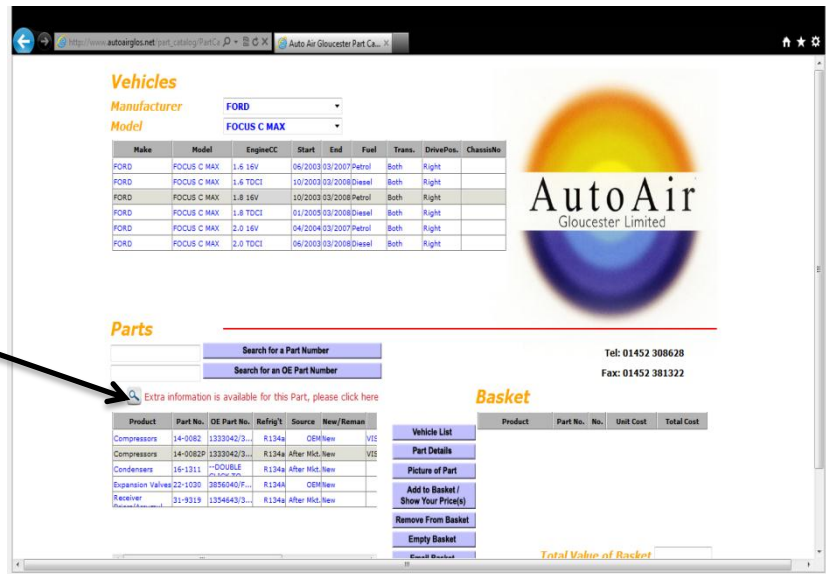 http://www.autoairglos.net/part_catalog/PartCa
Auto Air Gloucester Part Ca...
Vehicles
Manufacturer FORD
Model FOCUS C MAX
Make Model EngineCC Start End Fuel Trans. DrivePos. ChassisNo
FORD FOCUS C MAX 1.6 16V 06/2003 03/2007 Petrol Both Right
FORD FOCUS C MAX 1.6 TDCI 10/2003 03/2008 Diesel Both Right
FORD FOCUS C MAX 1.8 16V 10/2003 03/2008 Petrol Both Right
FORD FOCUS C MAX 1.8 TDCI 01/2005 03/2008 Diesel Both Right
FORD FOCUS C MAX 2.0 16V 04/2004 03/2007 Petrol Both Right
FORD FOCUS C MAX 2.0 TDCI 06/2003 03/2008 Diesel Both Right
AutoAir
Gloucester Limited
Parts
Search for a Part Number
Search for an OE Part Number
Tel: 01452 308628
Fax: 01452 381322
Extra information is available for this Part, please click here
Product Part No. OE Part No. Refrig't Source New/Reman
Compressors 14-0082 1333042/3... R134a OEM New VIS
Compressors 14-0082P 1333042/3... R134a After Mkt. New VIS
Condensers 16-1311 --DOUBLE R134a After Mkt. New
Expansion Valves 22-1030 3856040/F... R134A OEM New
Receiver 31-9319 1354643/3... R134a After Mkt. New
Vehicle List
Part Details
Picture of Part
Add to Basket /
Show Your Price(s)
Remove From Basket
Empty Basket
Email Basket
Basket
Product Part No. No. Unit Cost Total Cost
Total Value of Basket